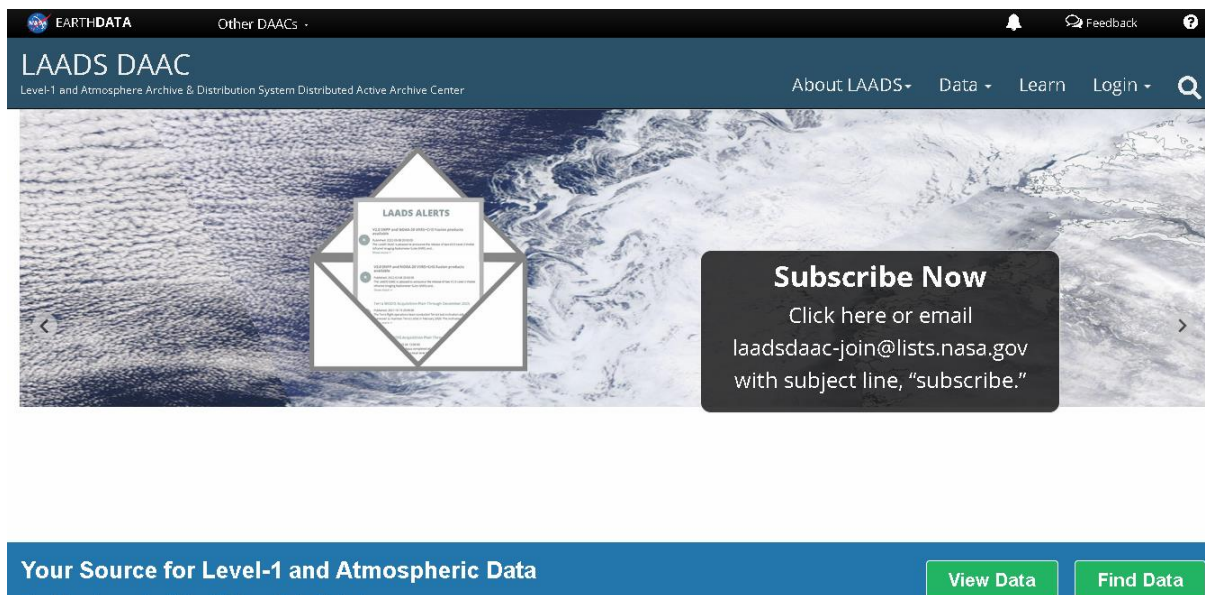 EARTHDATA
Other DAACs
Feedback
LAADS DAAC
Level-1 and Atmosphere Archive & Distribution System Distributed Active Archive Center
About LAADS
Data
Learn
Login
LAADS ALERTS
Subscribe Now
Click here or email
laadsdaac-join@lists.nasa.gov
with subject line, “subscribe.”
Your Source for Level-1 and Atmospheric Data
View Data
Find Data